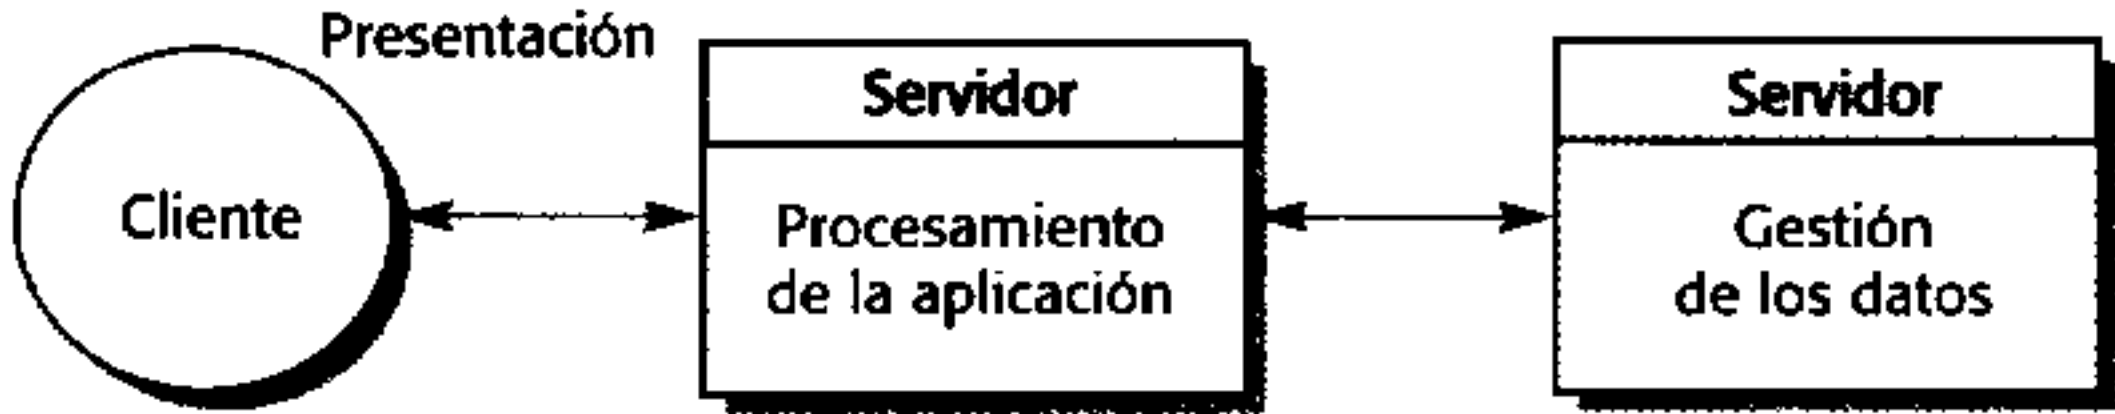 Presentación
Cliente
Servidor
Procesamiento
de la aplicación
Servidor
Gestión
de los datos